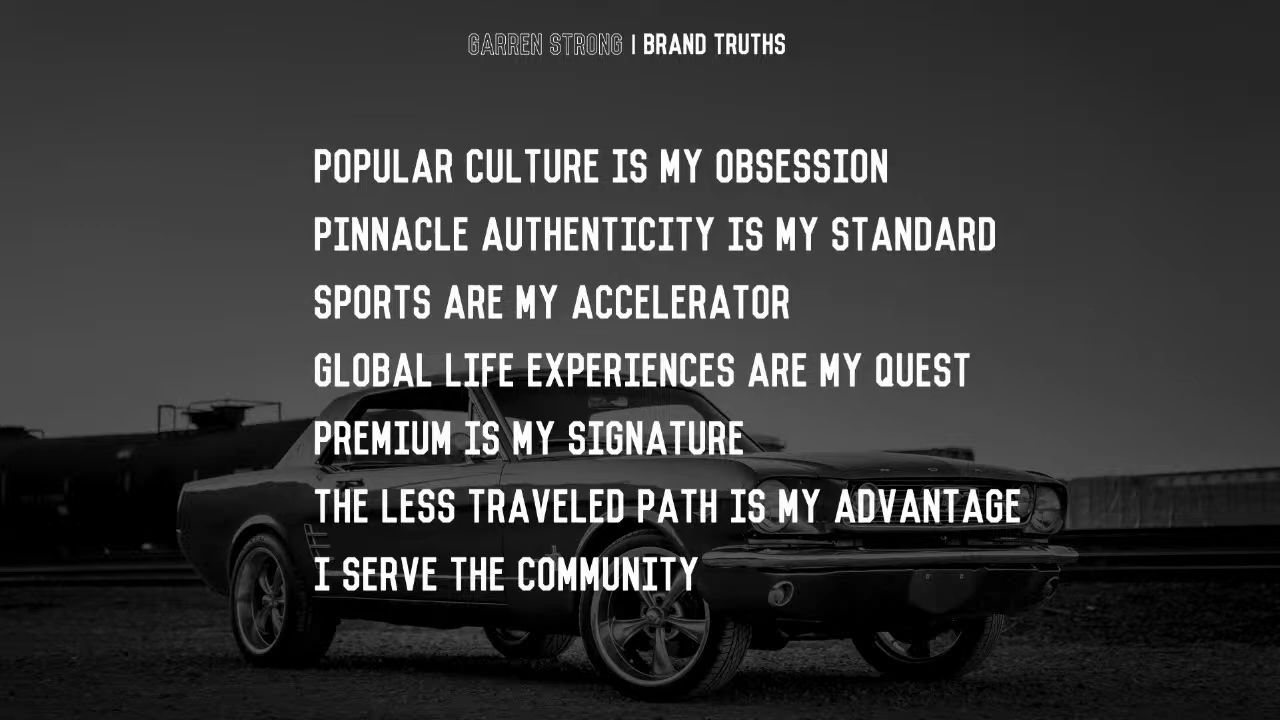 GARREN STRONG | BRAND TRUTHS
POPULAR CULTURE IS MY OBSESSION
PINNACLE AUTHENTICITY IS MY STANDARD
SPORTS ARE MY ACCELERATOR
GLOBAL LIFE EXPERIENCES ARE MY QUEST
PREMIUM IS MY SIGNATURE
THE LESS TRAVELED PATH IS MY ADVANTAGE
I SERVE THE COMMUNITY